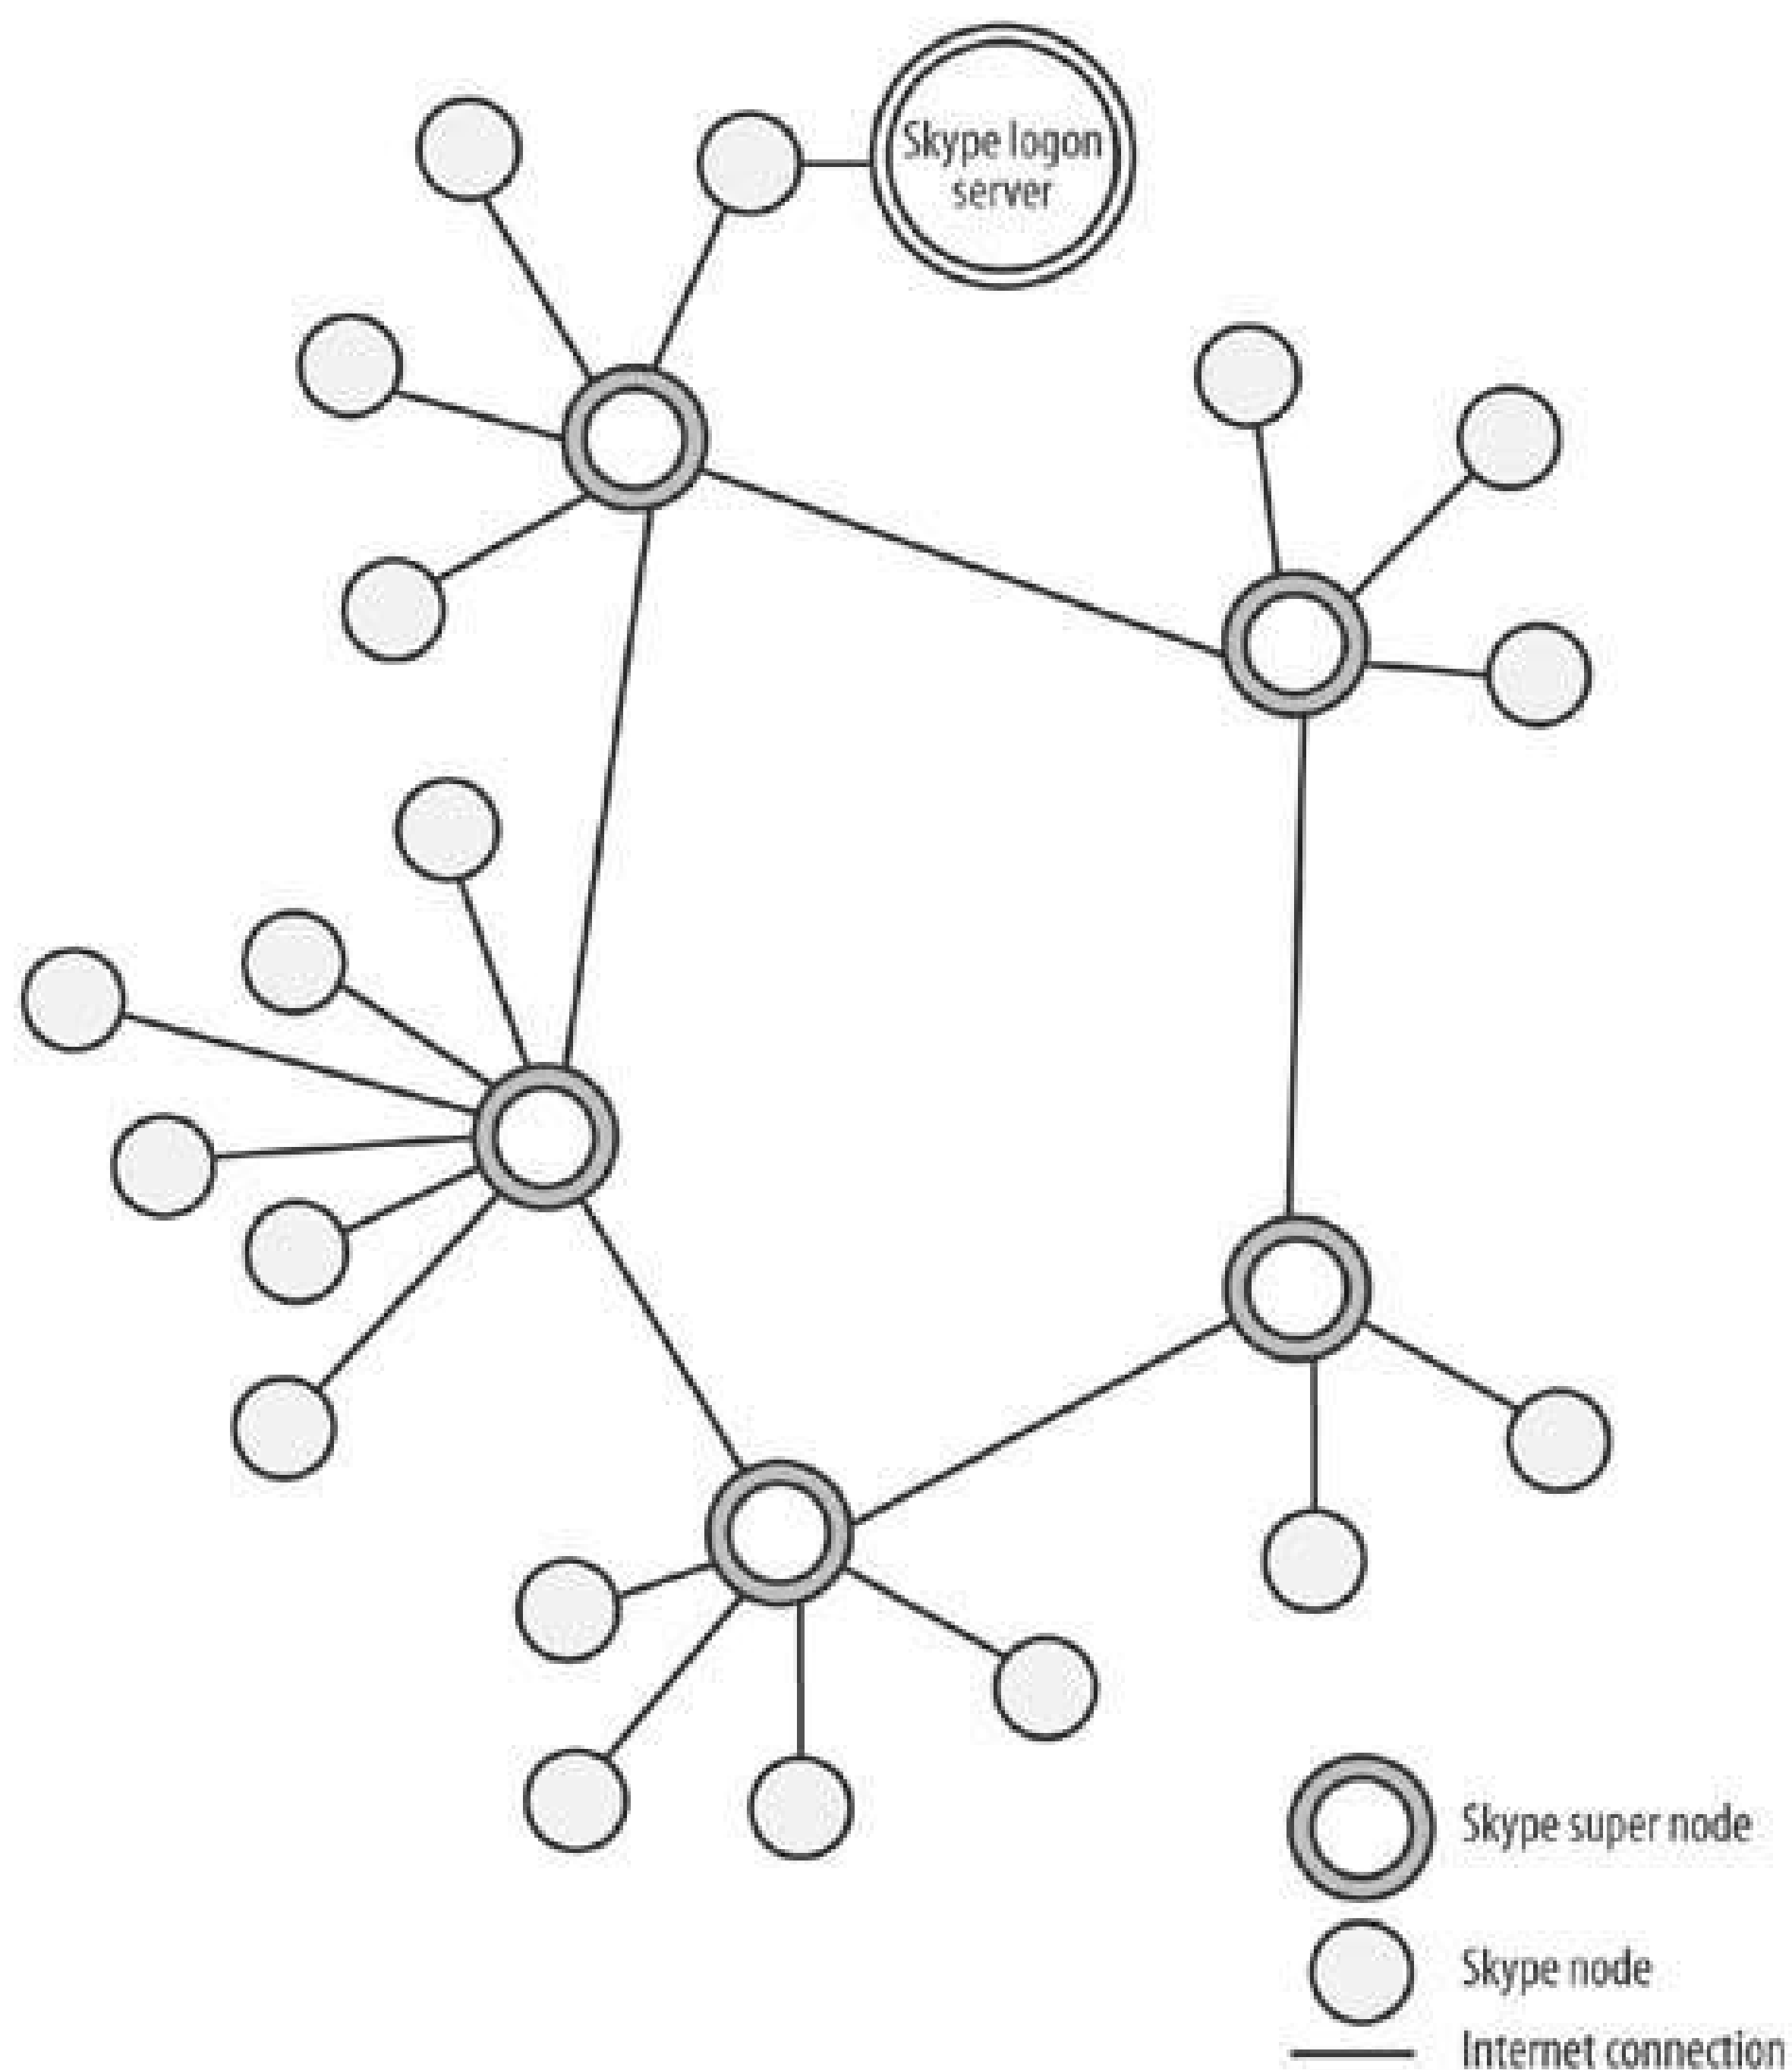 Skype logon
server
Skype super node
Skype node
Internet connection